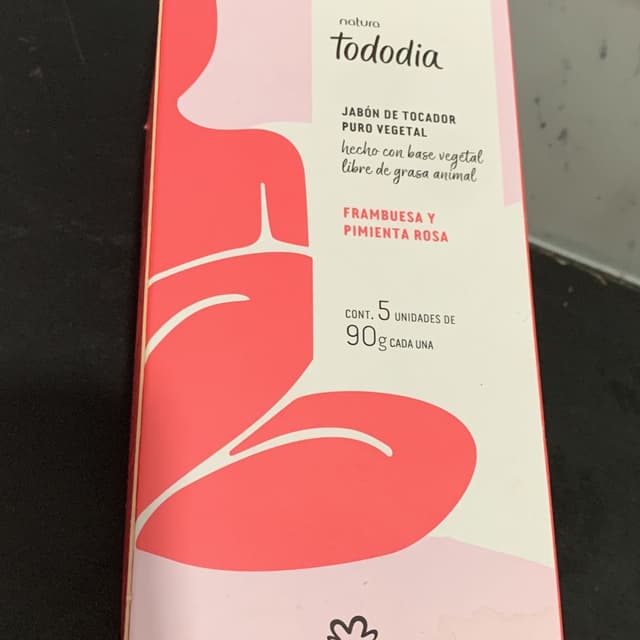 natura
tododia
JABÓN DE TOCADOR
PURO VEGETAL
hecho con base vegetal
libre de grasa animal
FRAMBUESA Y
PIMIENTA ROSA
CONT. 5 UNIDADES DE
90g CADA UNA